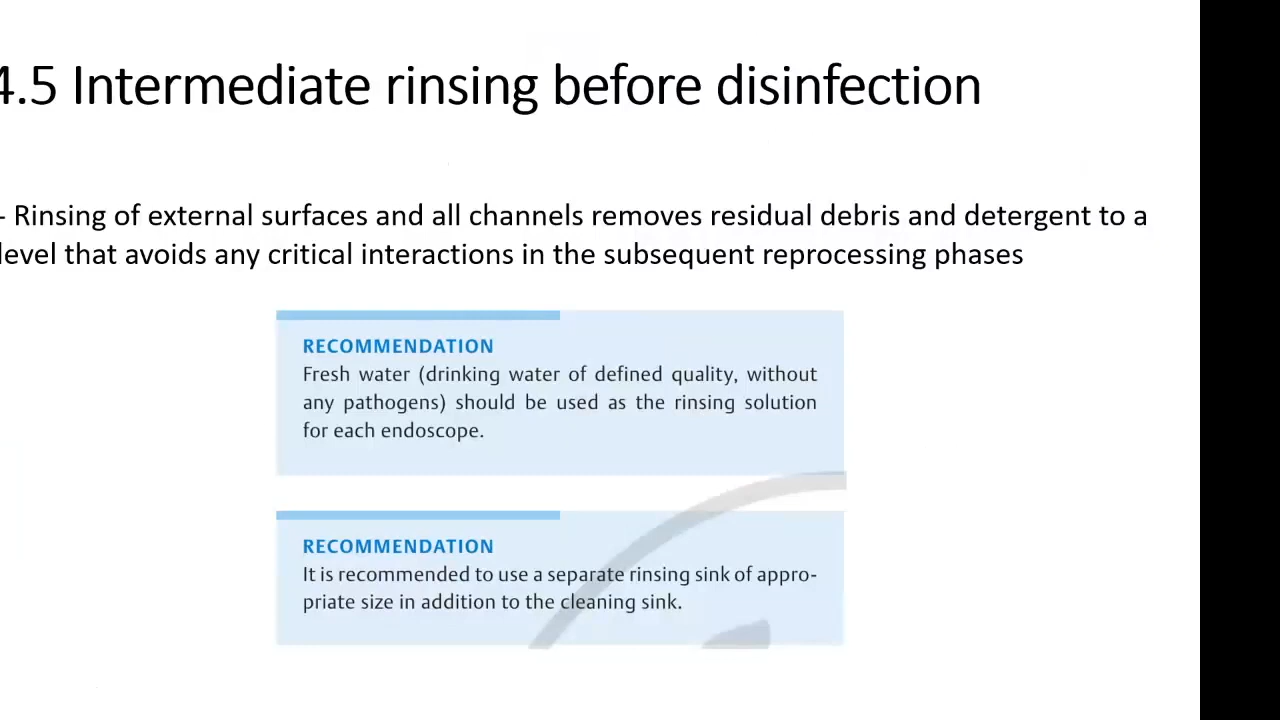 4.5 Intermediate rinsing before disinfection
- Rinsing of external surfaces and all channels removes residual debris and detergent to a
level that avoids any critical interactions in the subsequent reprocessing phases
RECOMMENDATION
Fresh water (drinking water of defined quality, without
any pathogens) should be used as the rinsing solution
for each endoscope.
RECOMMENDATION
It is recommended to use a separate rinsing sink of appro-
priate size in addition to the cleaning sink.